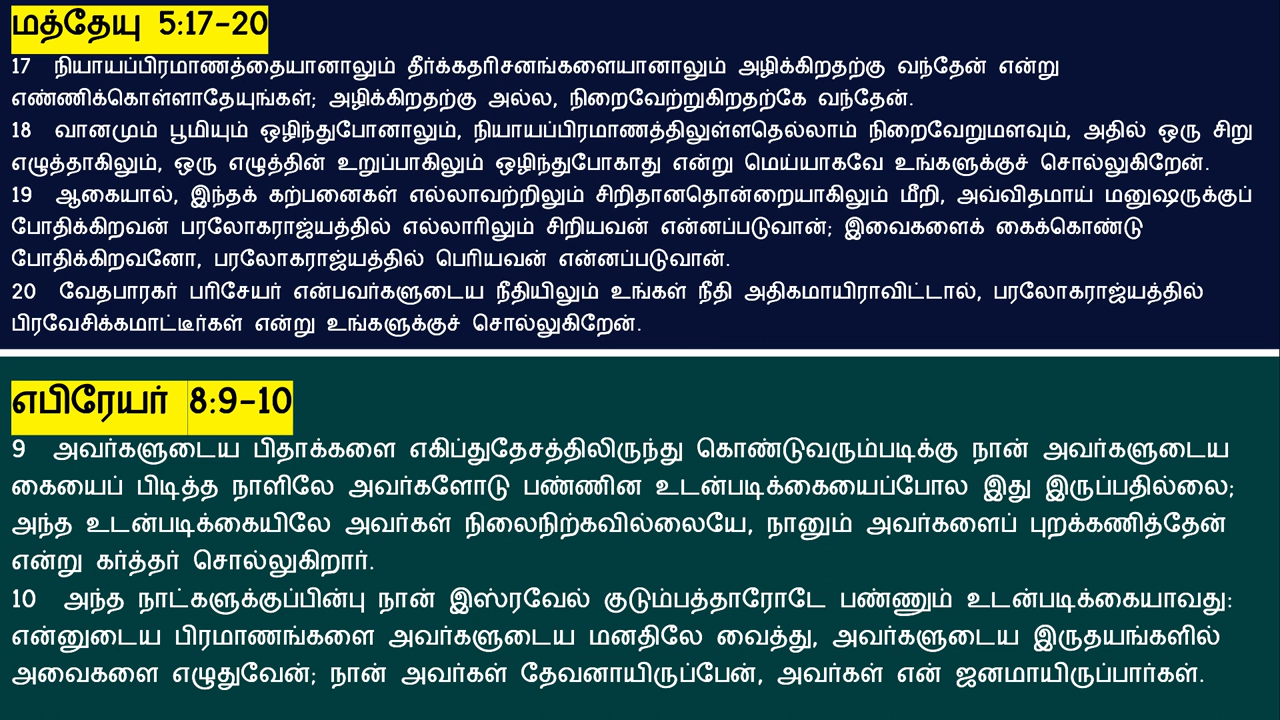 மத்தேயு 5:17-20
17 நியாயப்பிரமாணத்தையானாலும் தீர்க்கதரிசனங்களையானாலும் அழிக்கிறதற்கு வந்தேன் என்று
எண்ணிக்கொள்ளாதேயுங்கள்; அழிக்கிறதற்கு அல்ல, நிறைவேற்றுகிறதற்கே வந்தேன்.
18 வானமும் பூமியும் ஒழிந்துபோனாலும், நியாயப்பிரமாணத்திலுள்ளதெல்லாம் நிறைவேறுமளவும், அதில் ஒரு சிறு
எழுத்தாகிலும், ஒரு எழுத்தின் உறுப்பாகிலும் ஒழிந்துபோகாது என்று மெய்யாகவே உங்களுக்குச் சொல்லுகிறேன்.
19 ஆகையால், இந்தக் கற்பனைகள் எல்லாவற்றிலும் சிறிதானதொன்றையாகிலும் மீறி, அவ்விதமாய் மனுஷருக்குப்
போதிக்கிறவன் பரலோகராஜ்யத்தில் எல்லாரிலும் சிறியவன் என்னப்படுவான்; இவைகளைக் கைக்கொண்டு
போதிக்கிறவனோ, பரலோகராஜ்யத்தில் பெரியவன் என்னப்படுவான்.
20 வேதபாரகர் பரிசேயர் என்பவர்களுடைய நீதியிலும் உங்கள் நீதி அதிகமாயிராவிட்டால், பரலோகராஜ்யத்தில்
பிரவேசிக்கமாட்டீர்கள் என்று உங்களுக்குச் சொல்லுகிறேன்.
எபிரேயர் 8:9-10
9 அவர்களுடைய பிதாக்களை எகிப்துதேசத்திலிருந்து கொண்டுவரும்படிக்கு நான் அவர்களுடைய
கையைப் பிடித்த நாளிலே அவர்களோடு பண்ணின உடன்படிக்கையைப்போல இது இருப்பதில்லை;
அந்த உடன்படிக்கையிலே அவர்கள் நிலைநிற்கவில்லையே, நானும் அவர்களைப் புறக்கணித்தேன்
என்று கர்த்தர் சொல்லுகிறார்.
10 அந்த நாட்களுக்குப்பின்பு நான் இஸ்ரவேல் குடும்பத்தாரோடே பண்ணும் உடன்படிக்கையாவது:
என்னுடைய பிரமாணங்களை அவர்களுடைய மனதிலே வைத்து, அவர்களுடைய இருதயங்களில்
அவைகளை எழுதுவேன்; நான் அவர்கள் தேவனாயிருப்பேன், அவர்கள் என் ஜனமாயிருப்பார்கள்.